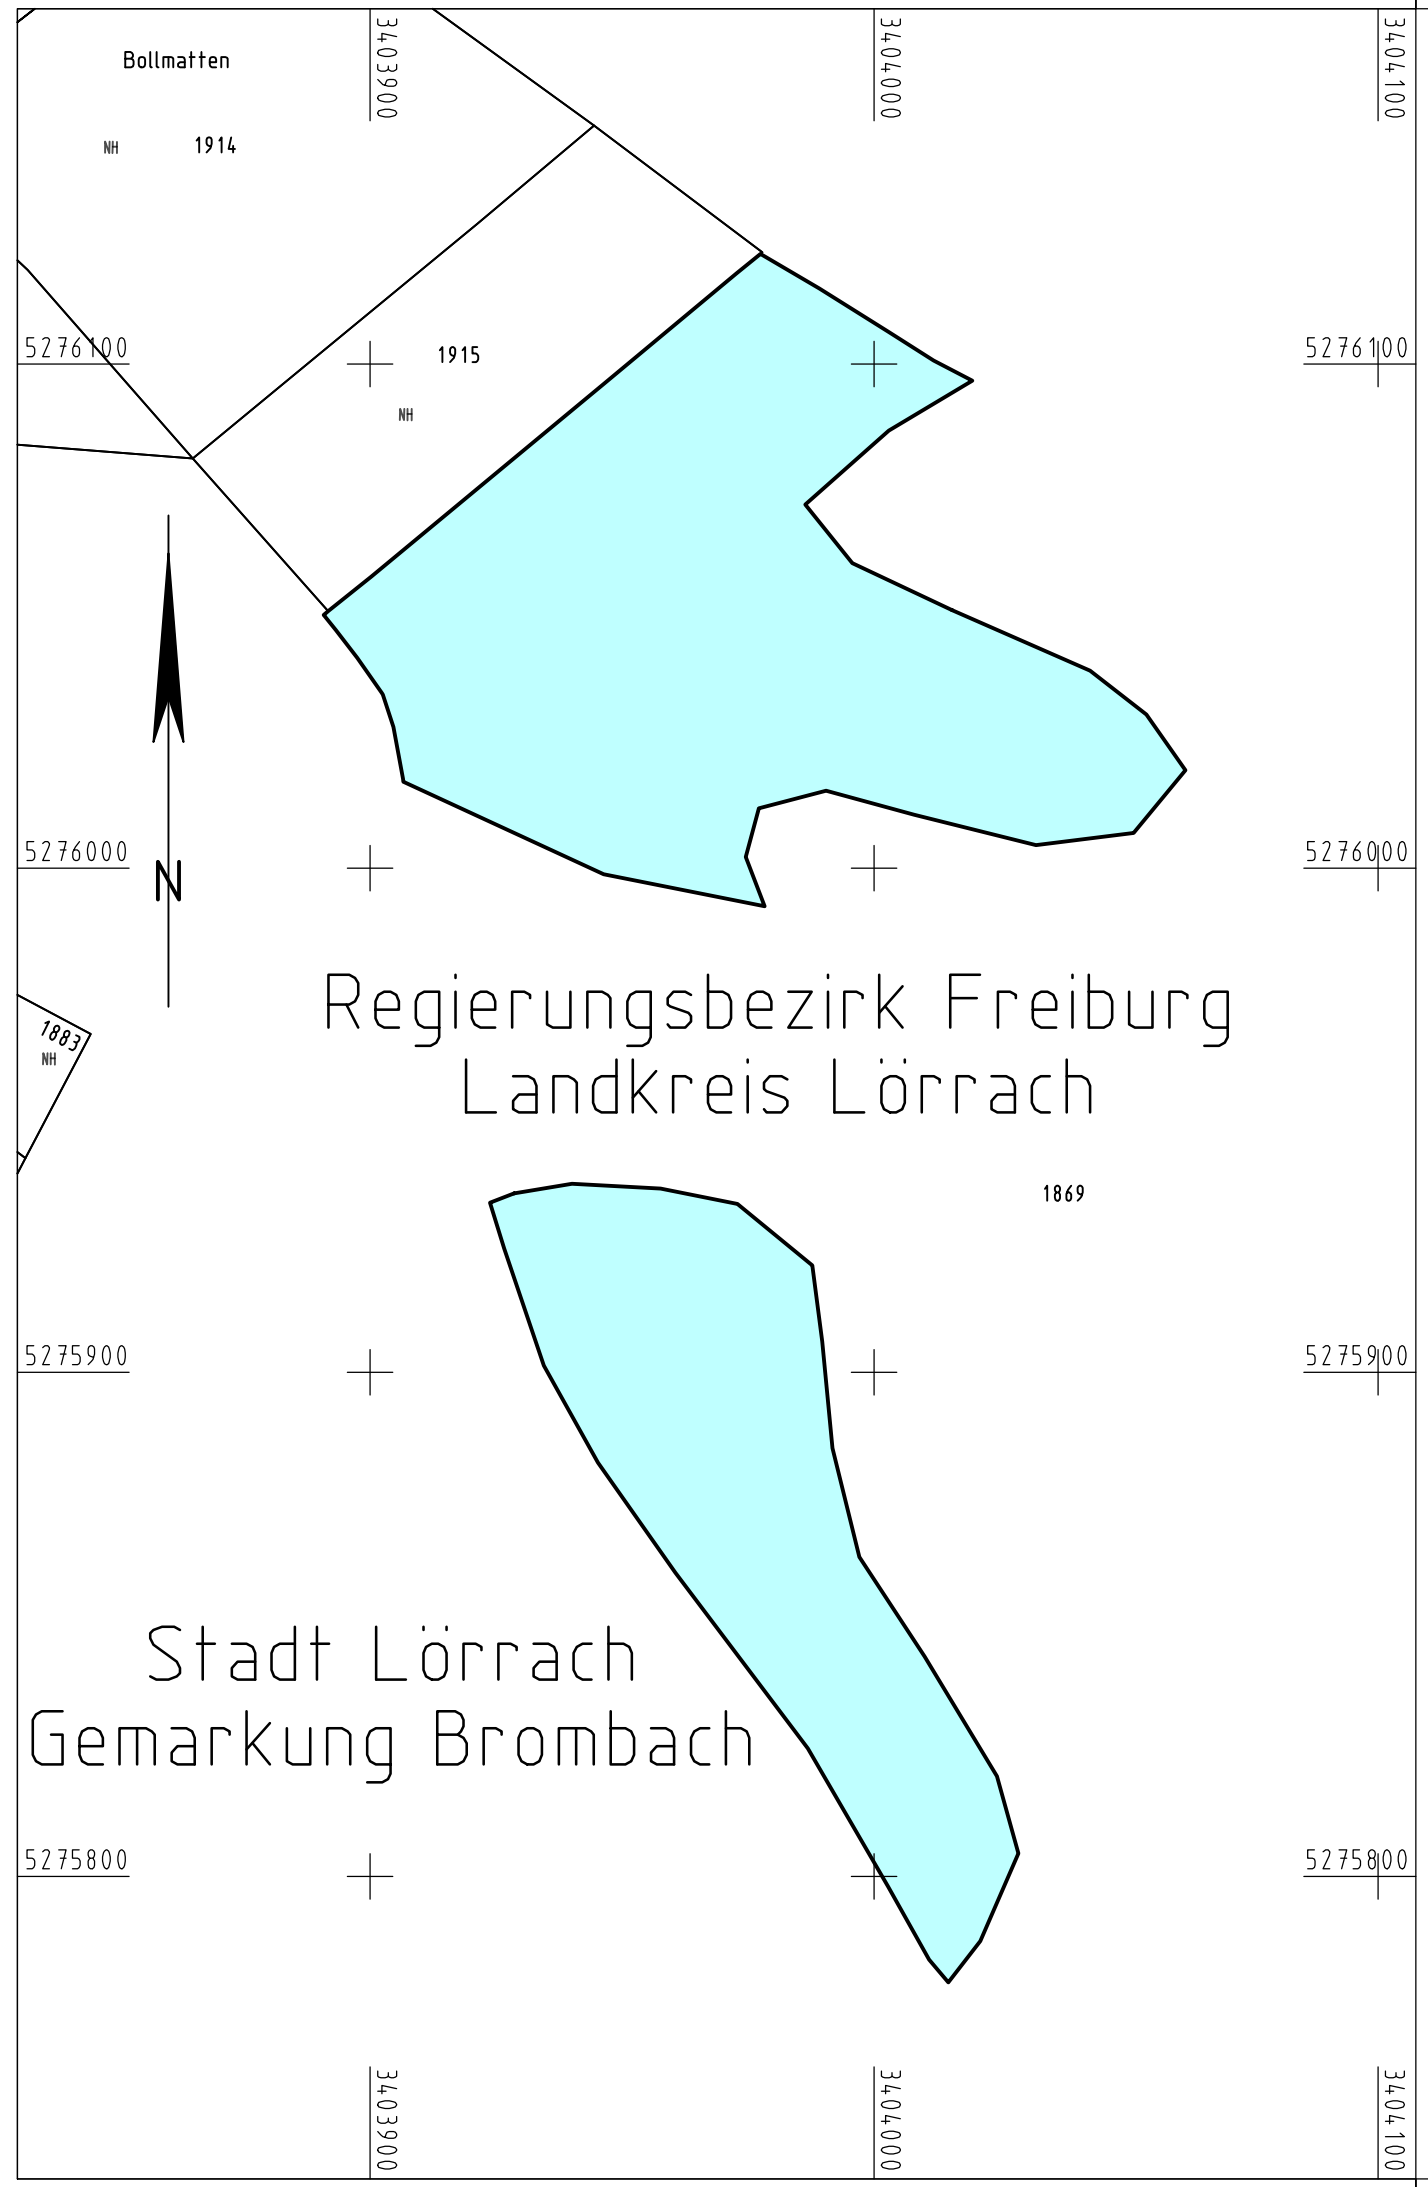 3403900
3404000
3404100
Bollmatten
NH
1914
5276100
1915
5276100
NH
5276000
5276000
N
Regierungsbezirk Freiburg
Landkreis Lörrach
1883
NH
1869
5275900
5275900
Stadt Lörrach
Gemarkung Brombach
5275800
5275800
3403900
3404000
3404100